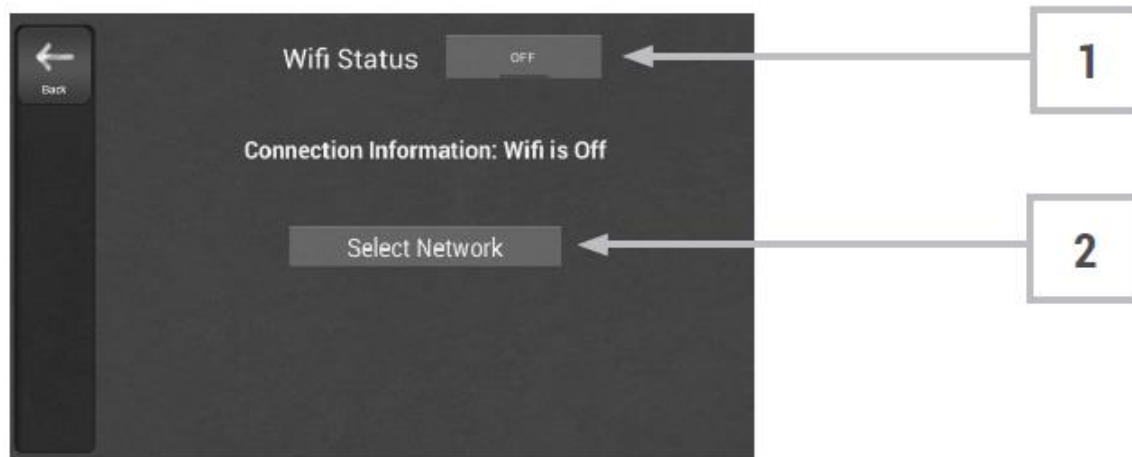 Back
Wifi Status
OFF
1
Connection Information: Wifi is Off
Select Network
2